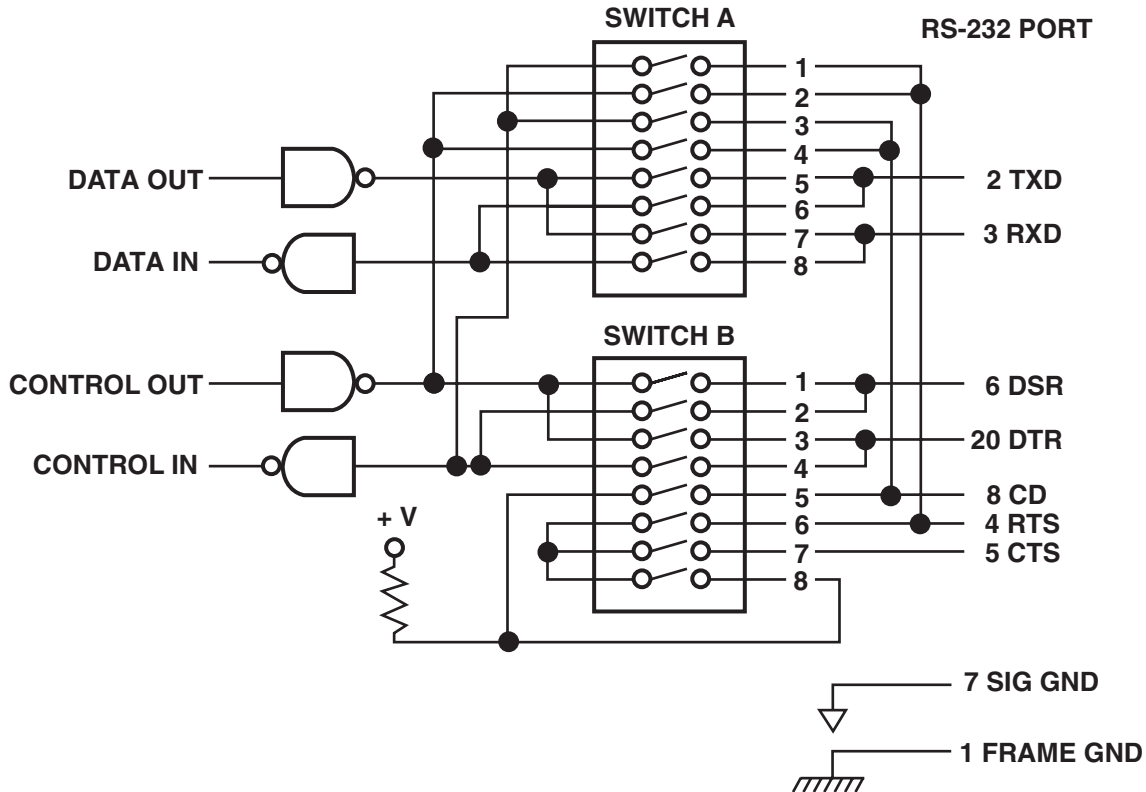 SWITCH A
RS-232 PORT
1
2
3
4
DATA OUT
5
2 TXD
6
DATA IN
7
3 RXD
8
SWITCH B
CONTROL OUT
1
6 DSR
2
3
20 DTR
CONTROL IN
4
+ V
5
8 CD
6
4 RTS
7
5 CTS
8
7 SIG GND
1 FRAME GND